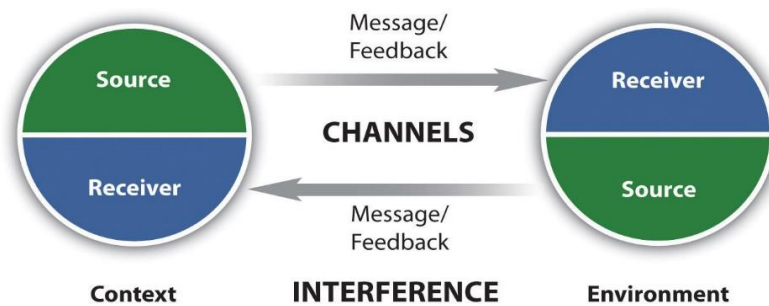 Message/
Feedback
Source
Receiver
CHANNELS
Receiver
Source
Message/
Feedback
Context
INTERFERENCE
Environment